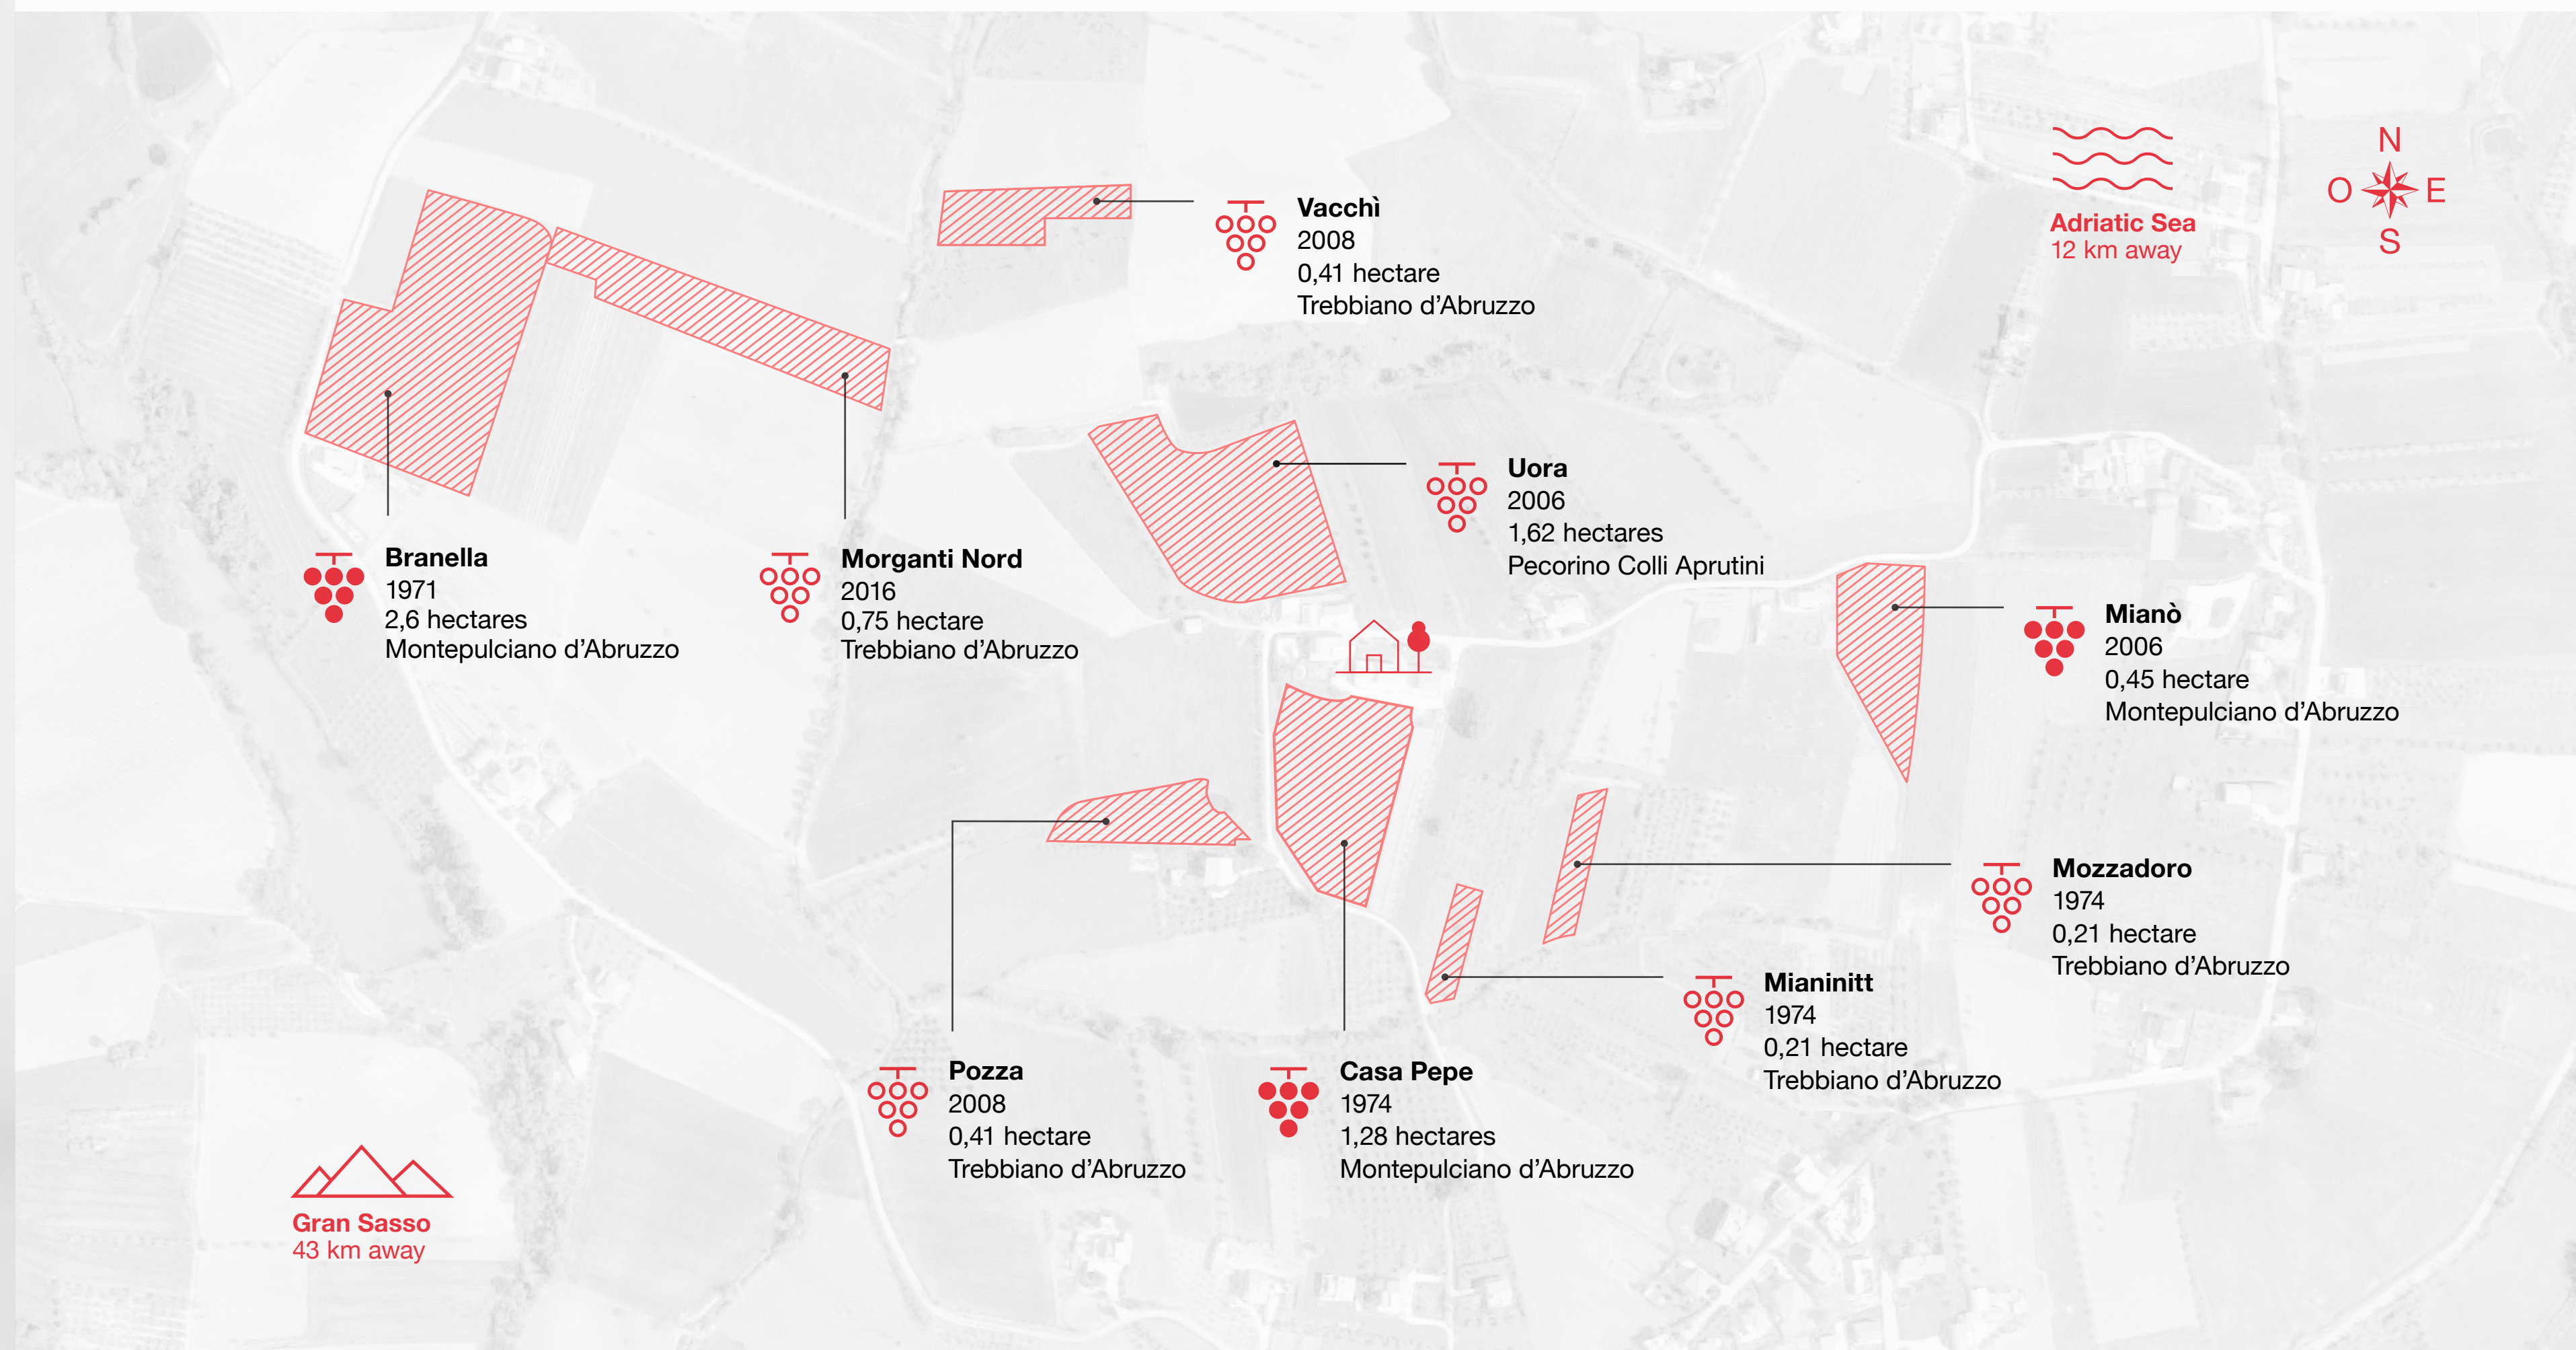 Vacchì
2008
0,41 hectare
Trebbiano d’Abruzzo
Adriatic Sea
12 km away
N
O E
S
Uora
2006
1,62 hectares
Pecorino Colli Aprutini
Branella
1971
2,6 hectares
Montepulciano d’Abruzzo
Morganti Nord
2016
0,75 hectare
Trebbiano d’Abruzzo
Mianò
2006
0,45 hectare
Montepulciano d’Abruzzo
Mozzadoro
1974
0,21 hectare
Trebbiano d’Abruzzo
Mianinitt
1974
0,21 hectare
Trebbiano d’Abruzzo
Pozza
2008
0,41 hectare
Trebbiano d’Abruzzo
Casa Pepe
1974
1,28 hectares
Montepulciano d’Abruzzo
Gran Sasso
43 km away